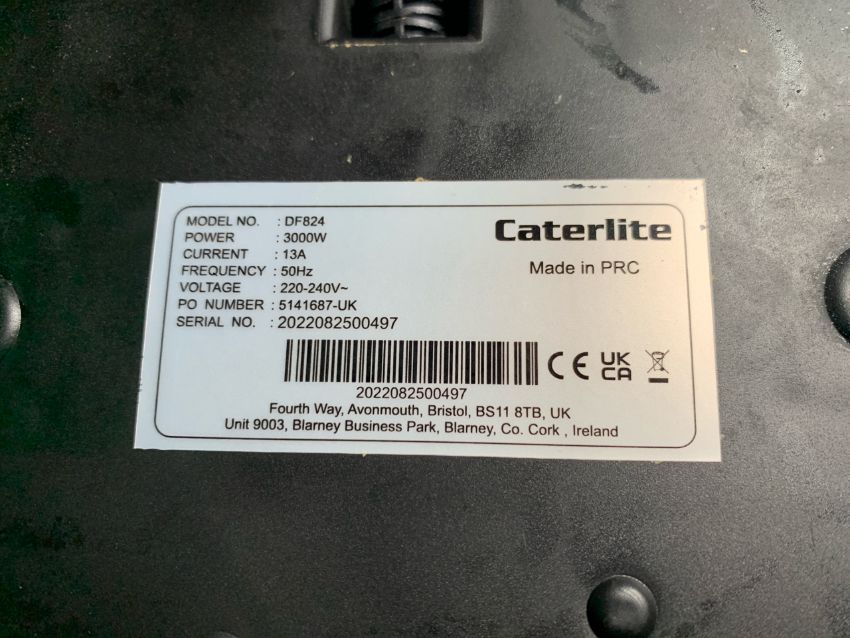 MODEL NO. : DF824
POWER : 3000W
CURRENT : 13A
FREQUENCY : 50Hz
VOLTAGE : 220-240V~
PO NUMBER : 5141687-UK
SERIAL NO. : 2022082500497
Caterlite
Made in PRC
CE UK
CA
2022082500497
Fourth Way, Avonmouth, Bristol, BS11 8TB, UK
Unit 9003, Blarney Business Park, Blarney, Co. Cork , Ireland